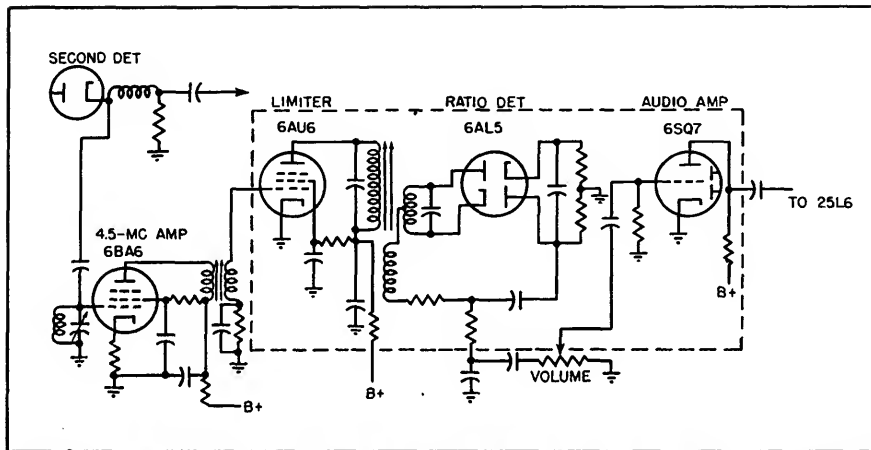 SECOND DET
LIMITER
6AU6
RATIO DET
6AL5
AUDIO AMP
6SQ7
TO 25L6
4.5-MC AMP
6BA6
B+
B+
B+
VOLUME